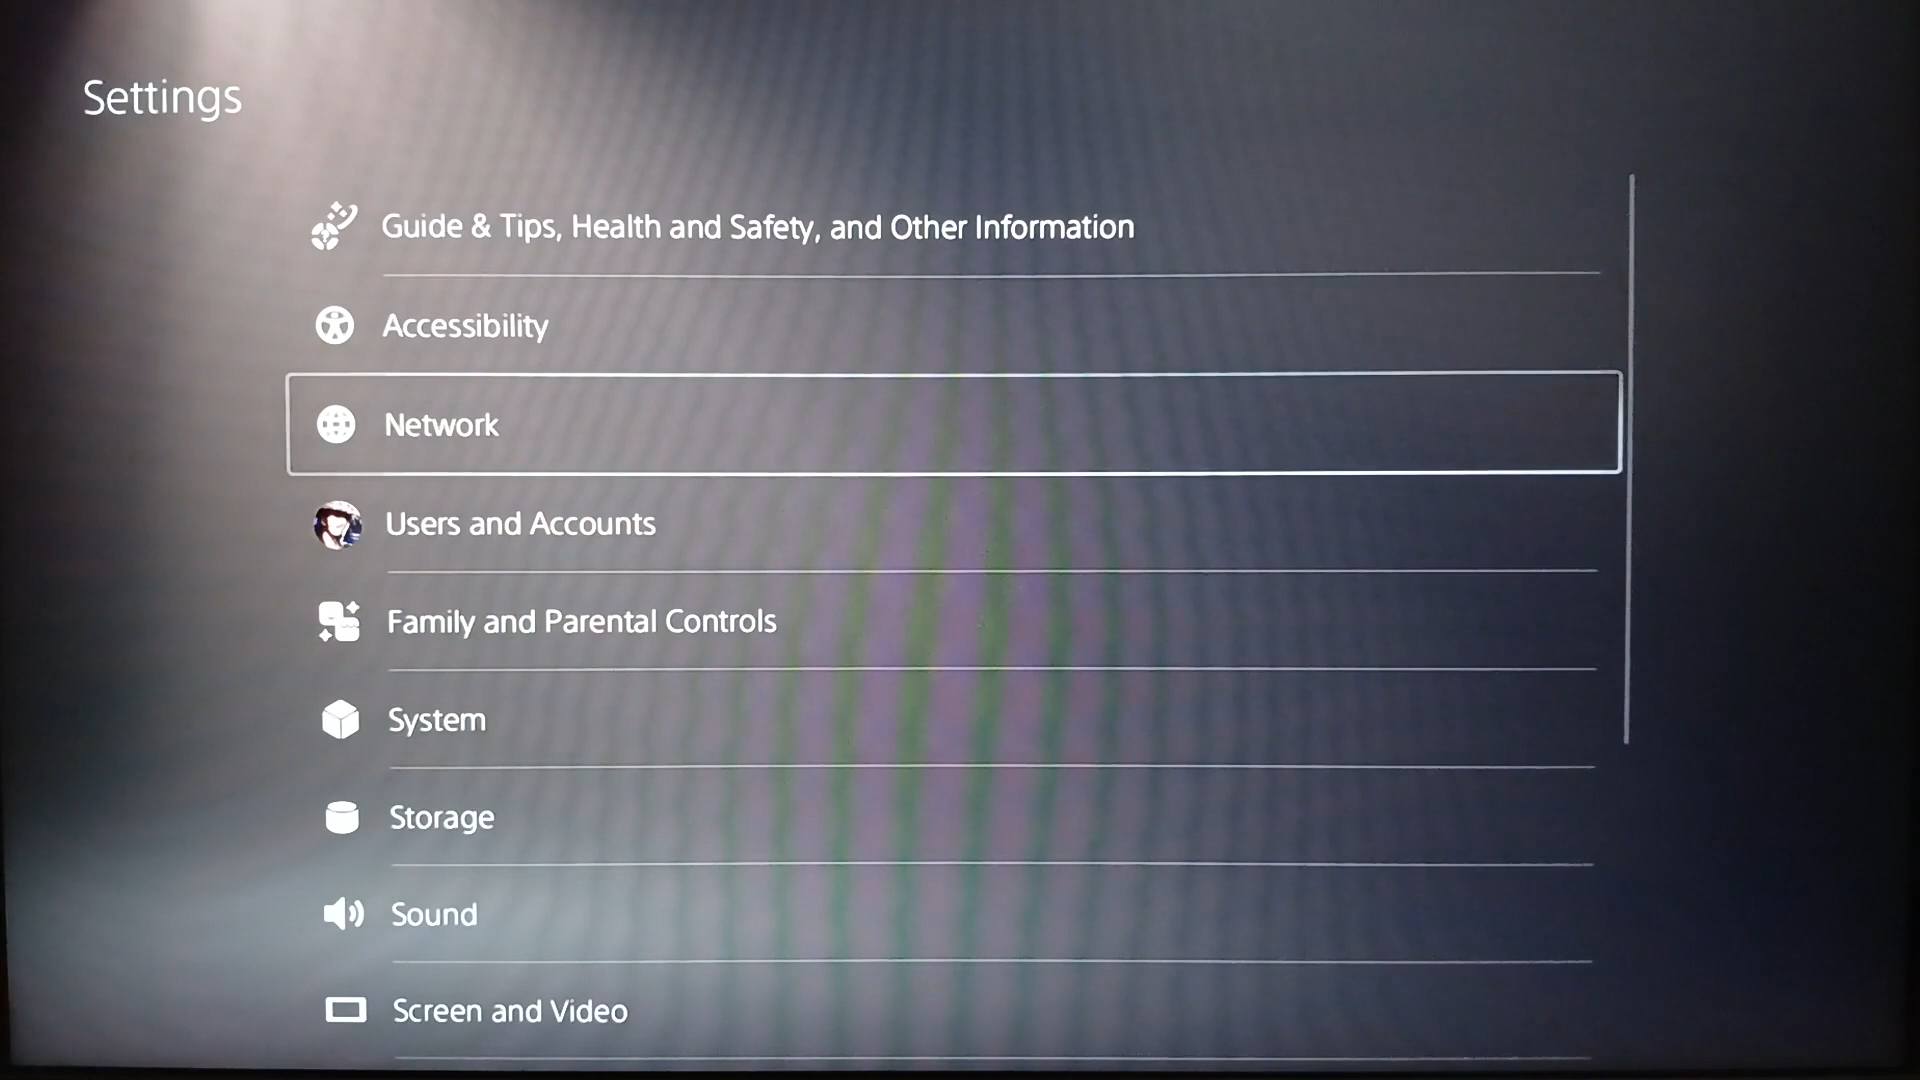 Settings
Guide & Tips, Health and Safety, and Other Information
Accessibility
Network
Users and Accounts
Family and Parental Controls
System
Storage
Sound
Screen and Video